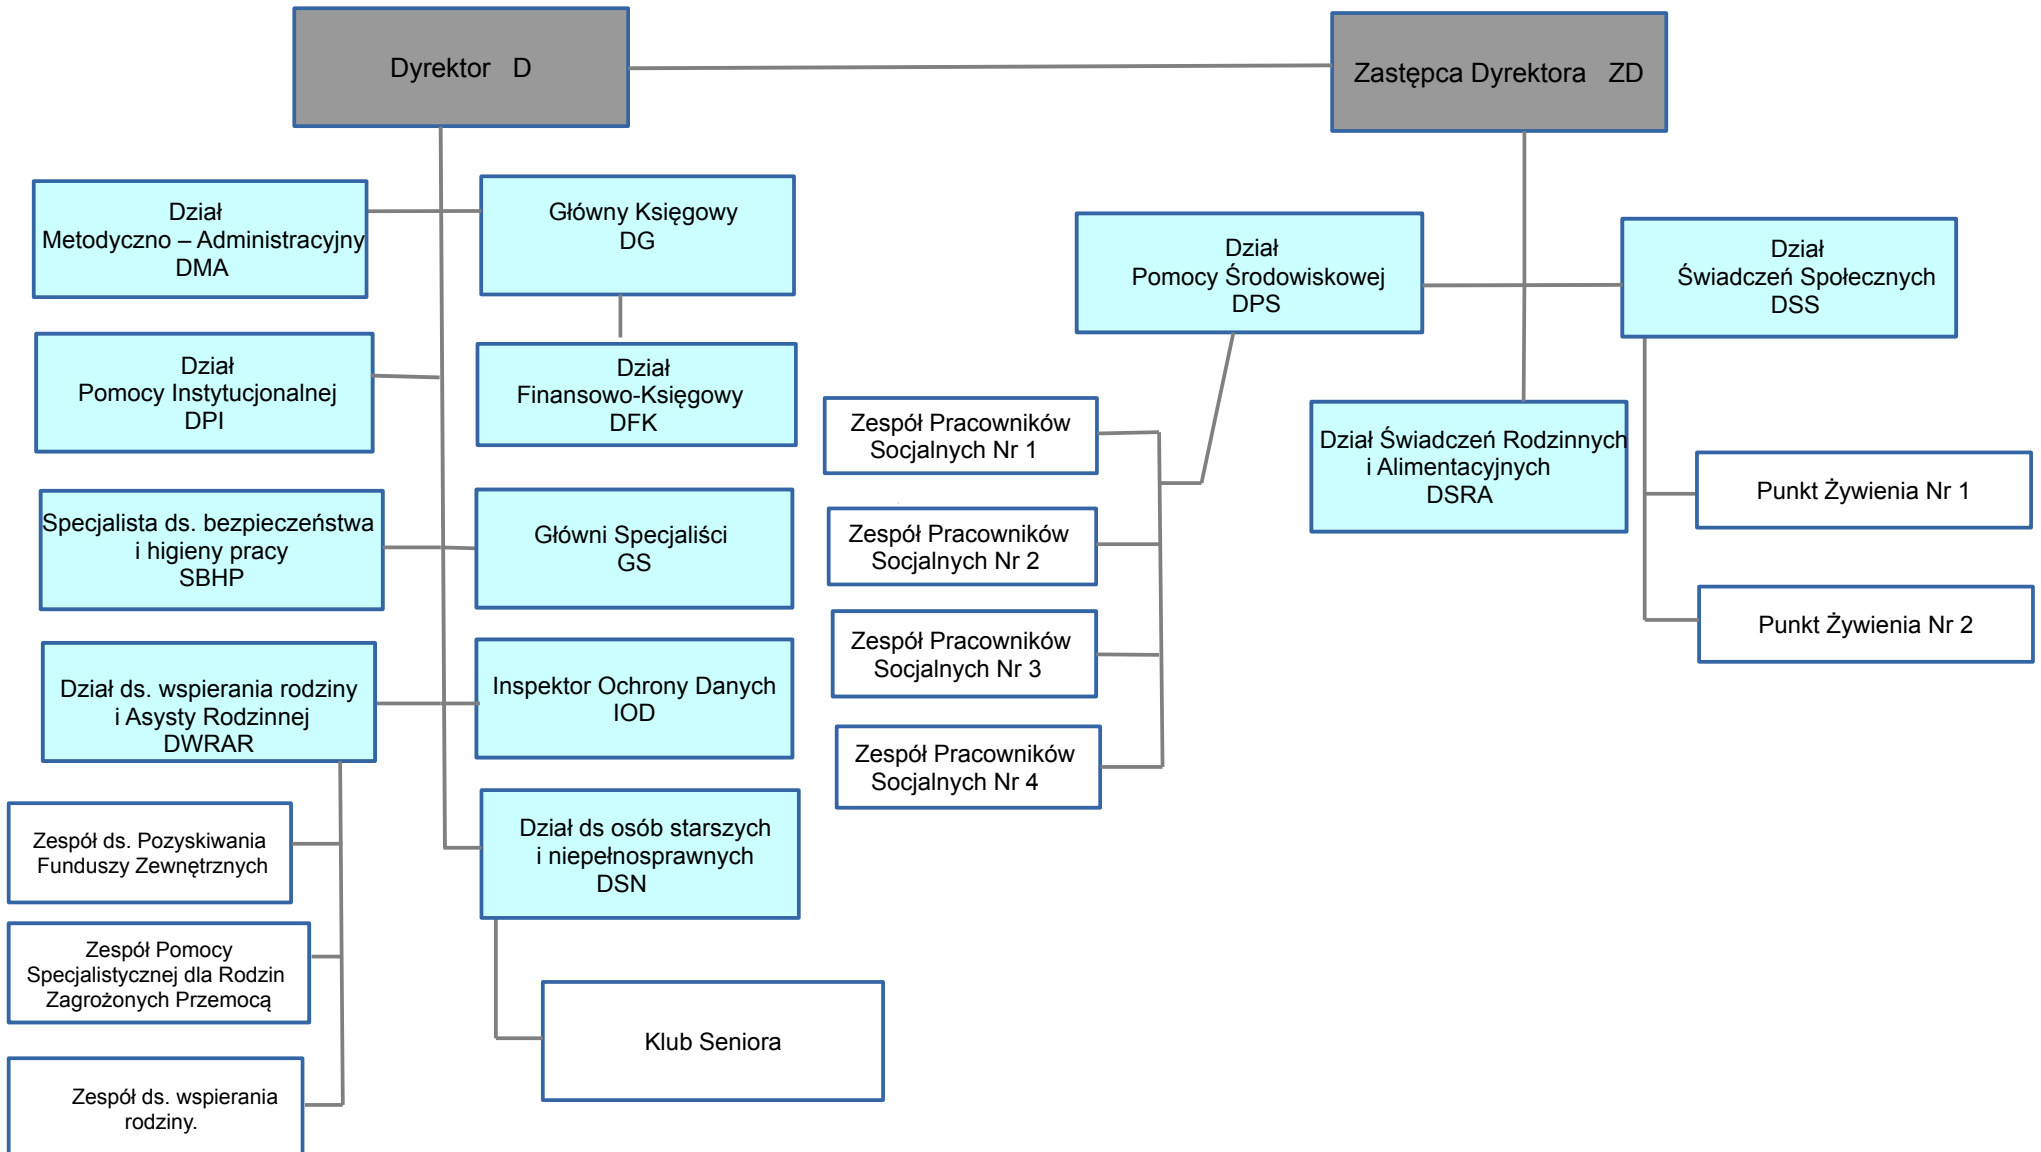 Dyrektor D
Zastępca Dyrektora ZD
Dział
Metodyczno – Administracyjny
DMA
Główny Księgowy
DG
Dział
Pomocy Środowiskowej
DPS
Dział
Świadczeń Społecznych
DSS
Dział
Pomocy Instytucjonalnej
DPI
Dział
Finansowo-Księgowy
DFK
Zespół Pracowników
Socjalnych Nr 1
Dział Świadczeń Rodzinnych
i Alimentacyjnych
DSRA
Punkt Żywienia Nr 1
Specjalista ds. bezpieczeństwa
i higieny pracy
SBHP
Główni Specjaliści
GS
Zespół Pracowników
Socjalnych Nr 2
Punkt Żywienia Nr 2
Zespół Pracowników
Socjalnych Nr 3
Dział ds. wspierania rodziny
i Asysty Rodzinnej
DWRAR
Inspektor Ochrony Danych
IOD
Zespół Pracowników
Socjalnych Nr 4
Zespół ds. Pozyskiwania
Funduszy Zewnętrznych
Dział ds osób starszych
i niepełnosprawnych
DSN
Zespół Pomocy
Specjalistycznej dla Rodzin
Zagrożonych Przemocą
Klub Seniora
Zespół ds. wspierania
rodziny.